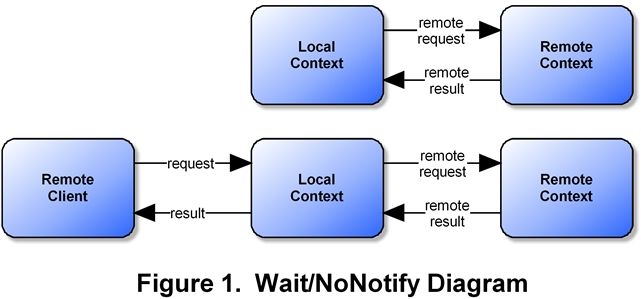 Local
Context
remote
request
remote
result
Remote
Context
Remote
Client
request
result
Local
Context
remote
request
remote
result
Remote
Context
Figure 1.  Wait/NoNotify Diagram